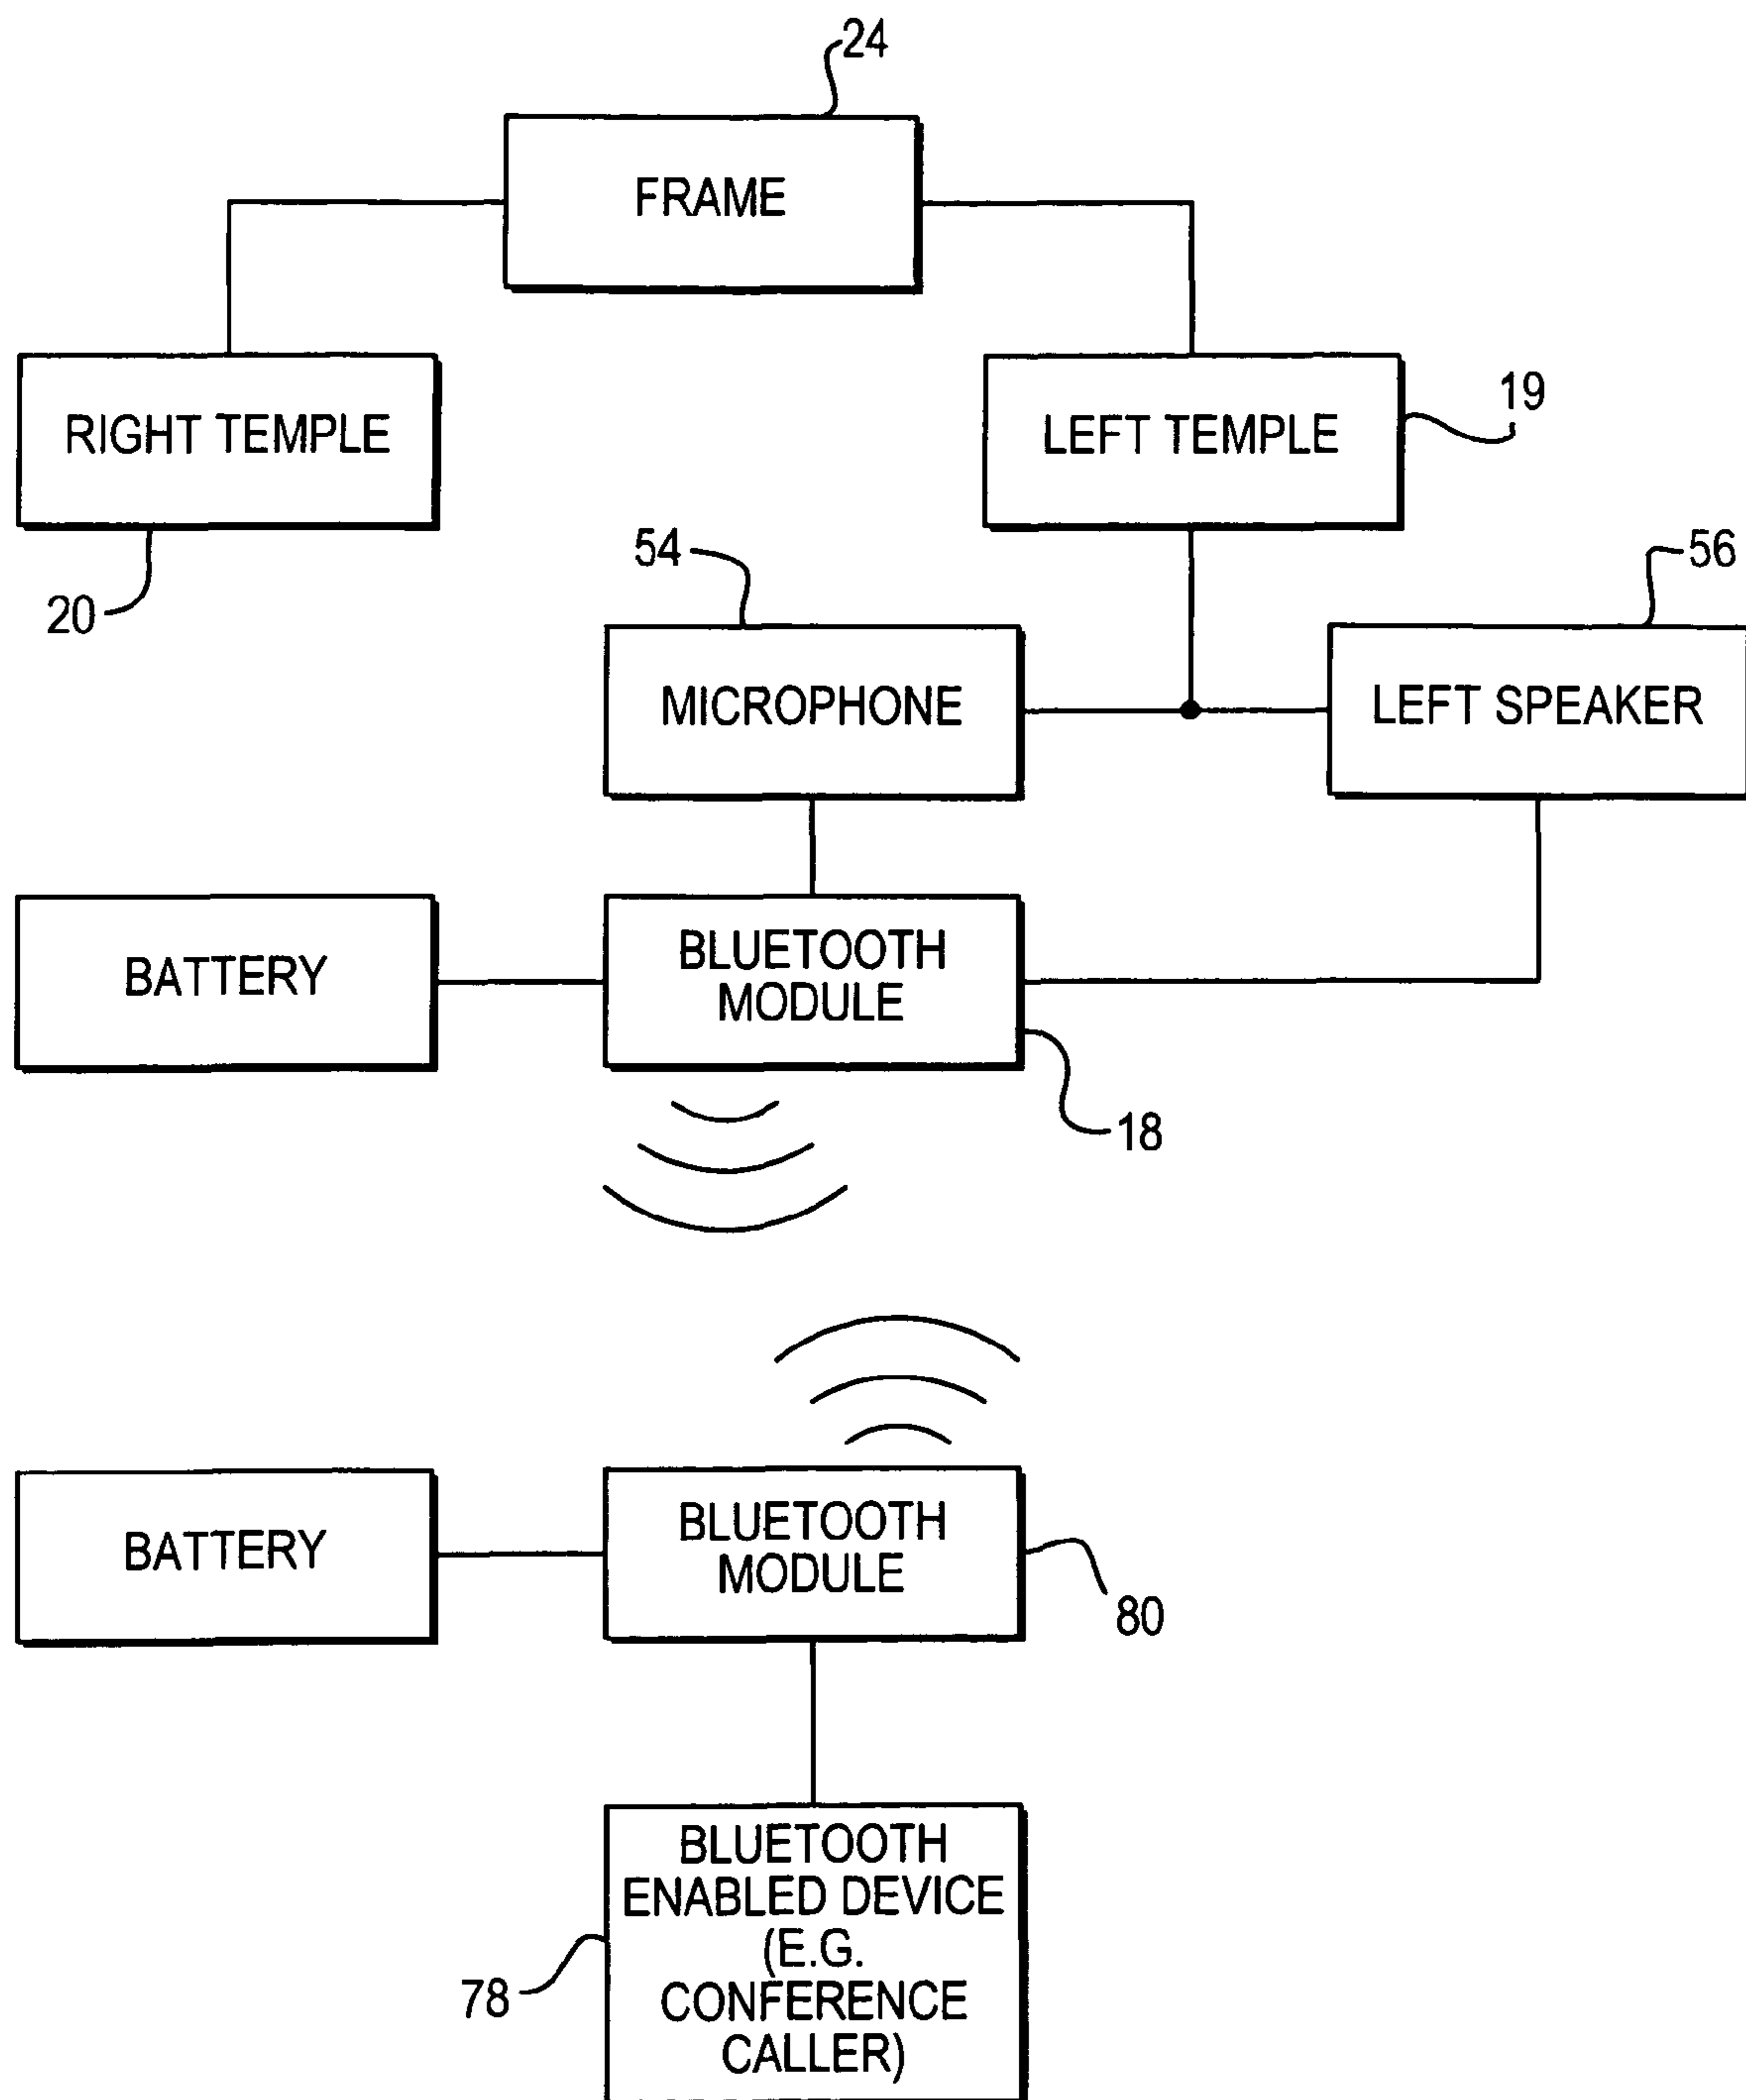 24
FRAME
19
RIGHT TEMPLE
LEFT TEMPLE
54
56
20
MICROPHONE
LEFT SPEAKER
BATTERY
BLUETOOTH
MODULE
18
BATTERY
BLUETOOTH
MODULE
80
BLUETOOTH
ENABLED DEVICE
(E.G.
CONFERENCE
CALLER)
78